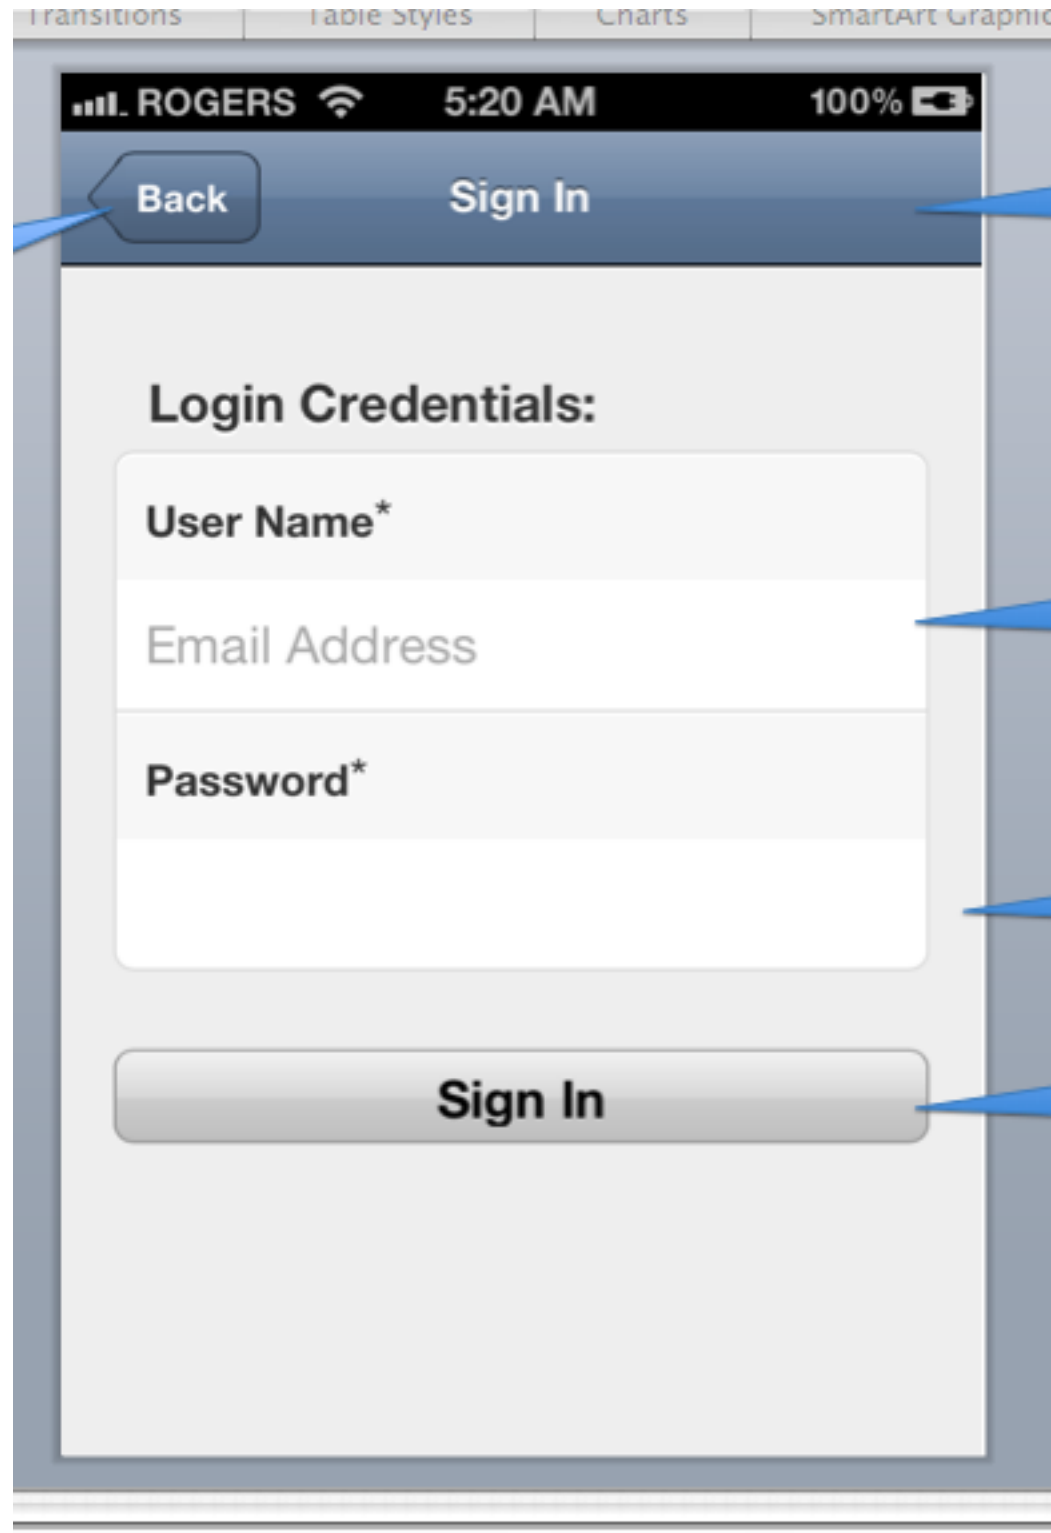 Transitions Table Styles Charts SmartArt Graphic
ROGERS 5:20 AM 100%
Back Sign In
Login Credentials:
User Name*
Email Address
Password*
Sign In